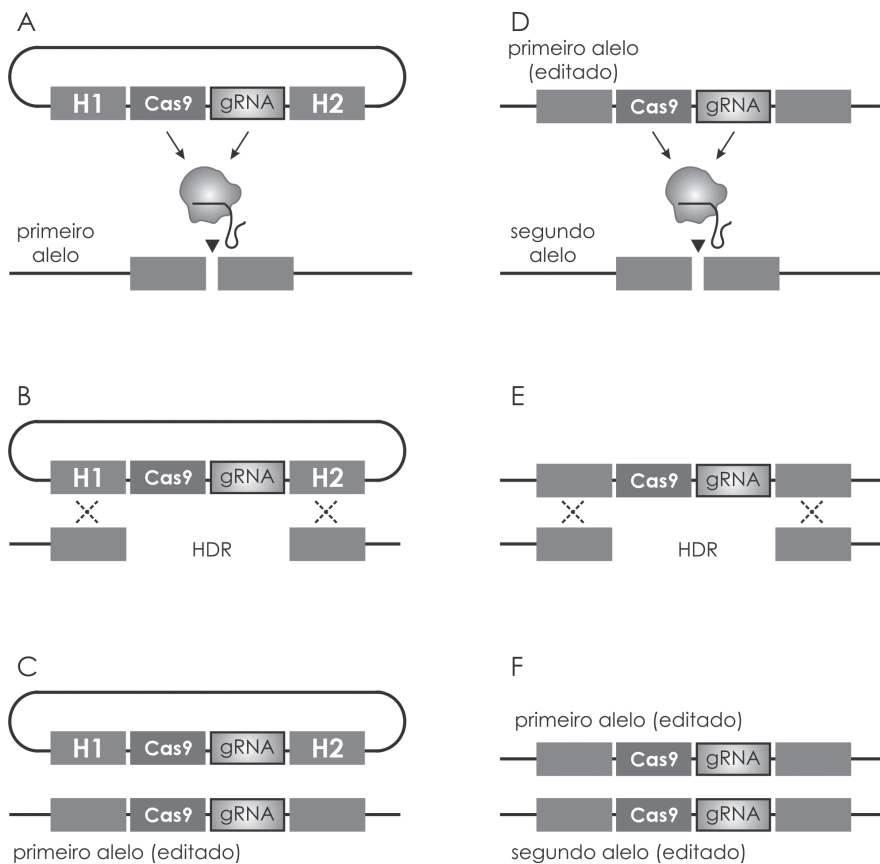 A
H1 Cas9 gRNA H2
primeiro
alelo
B
H1 Cas9 gRNA H2
HDR
C
H1 Cas9 gRNA H2
Cas9 gRNA
primeiro alelo (editado)
D
primeiro alelo
(editado)
Cas9 gRNA
segundo
alelo
E
Cas9 gRNA
HDR
F
primeiro alelo (editado)
Cas9 gRNA
Cas9 gRNA
segundo alelo (editado)